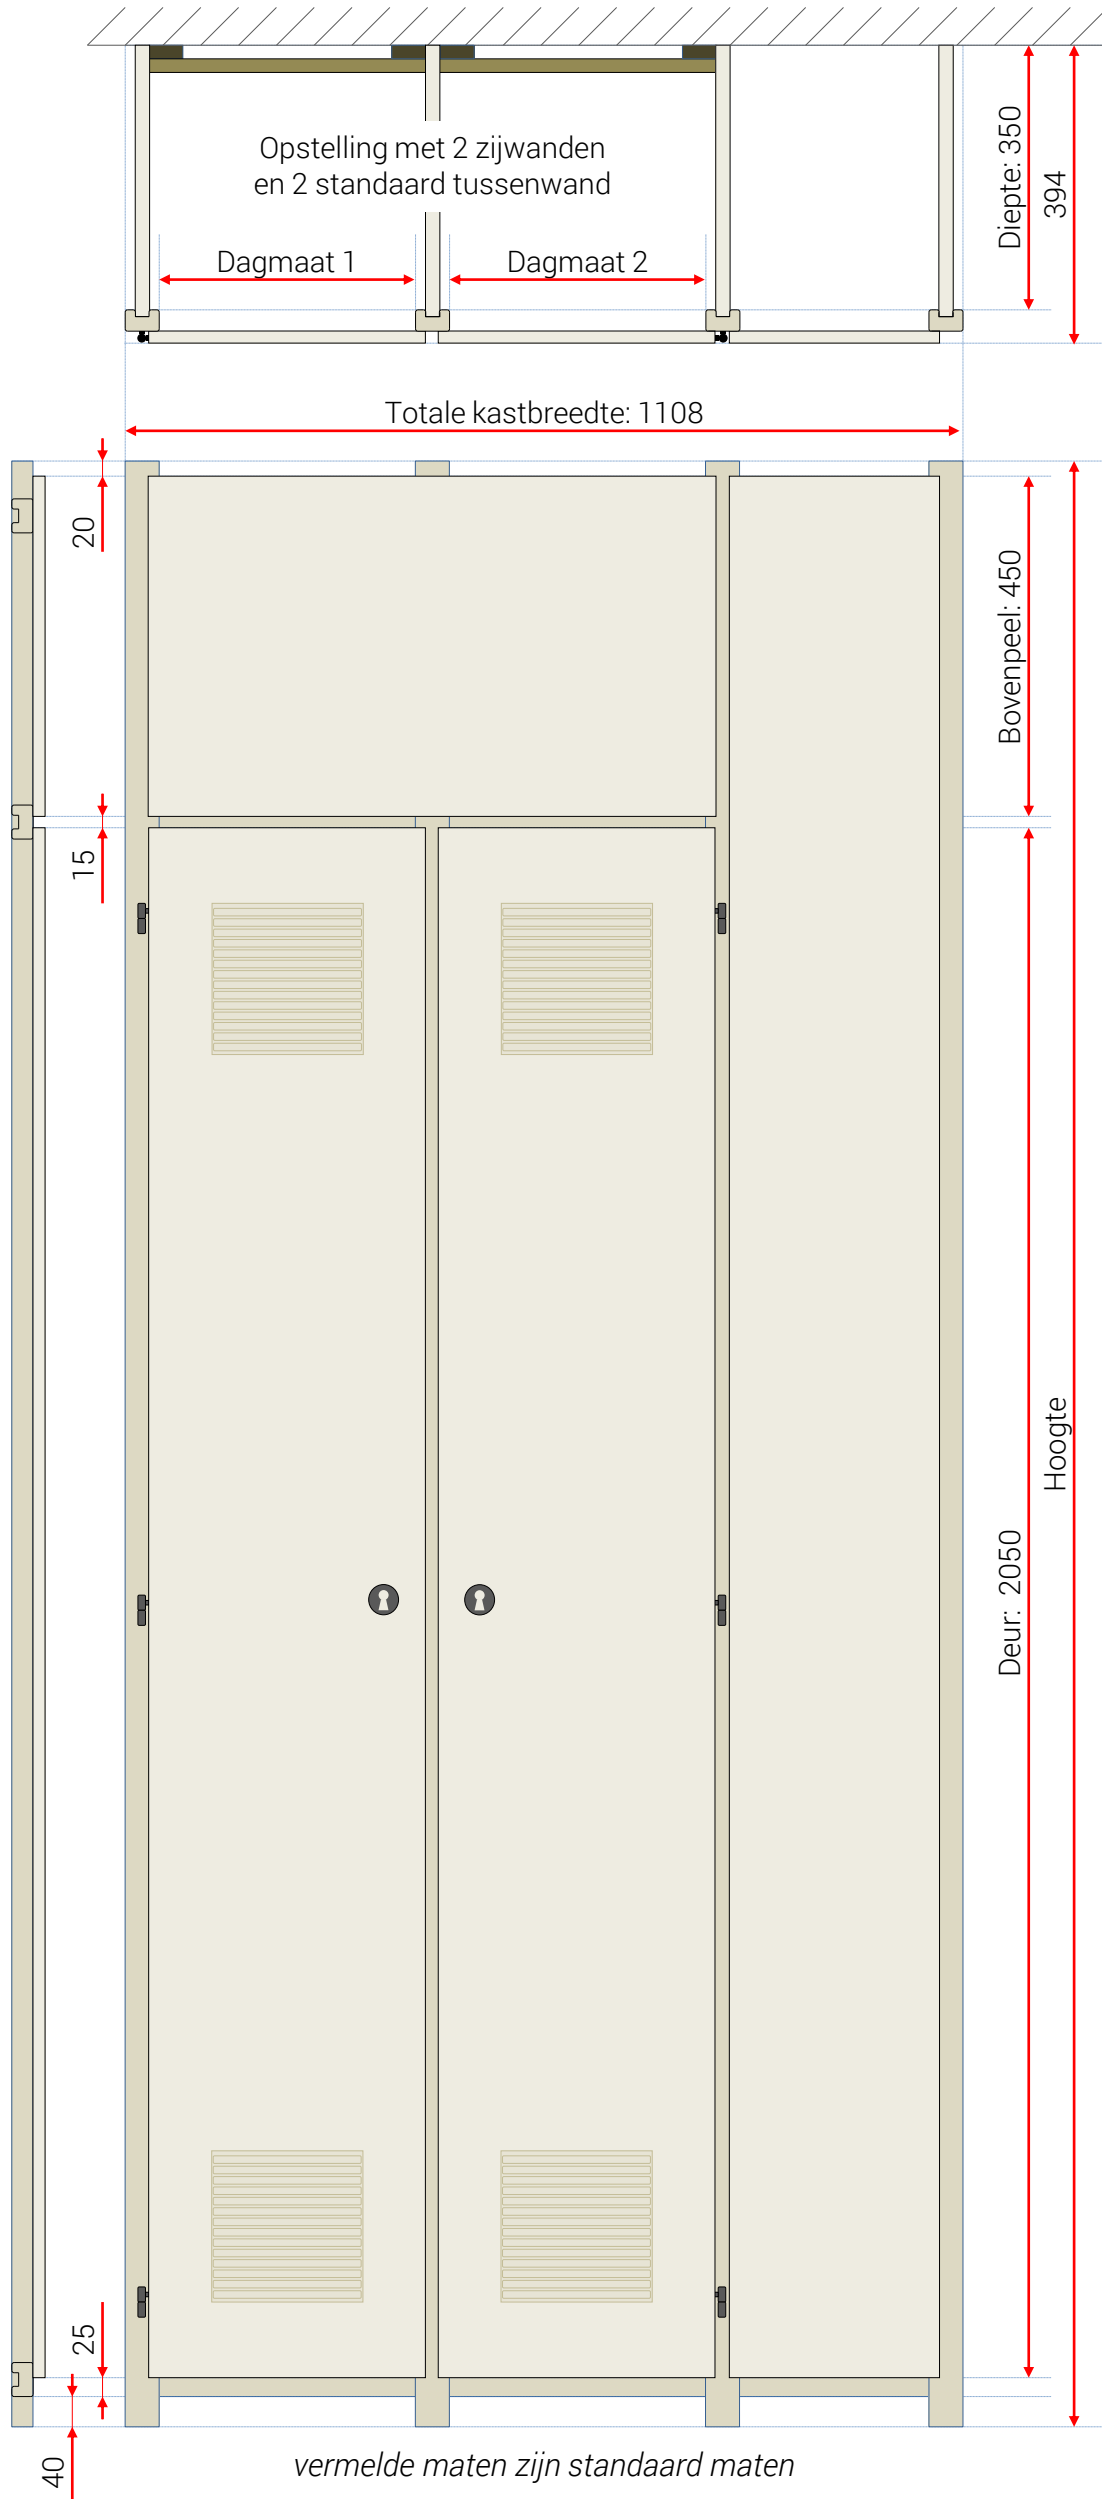 Opstelling met 2 zijwanden
en 2 standaard tussenwand
Diepte: 350
394
Dagmaat 1
Dagmaat 2
Totale kastbreedte: 1108
20
Bovenpeel: 450
15
Hoogte
Deur: 2050
25
40
vermelde maten zijn standaard maten